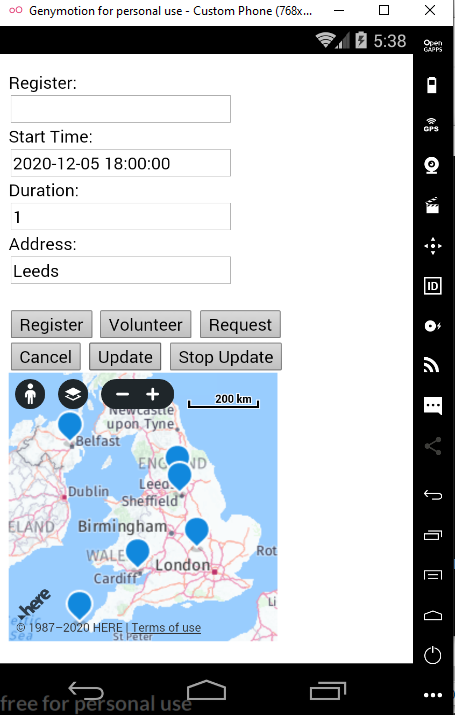 Genymotion for personal use - Custom Phone (768x...
5:38
Open
GAPPS
Register:
GPS
Start Time:
2020-12-05 18:00:00
Duration:
1
Address:
Leeds
ID
Register Volunteer Request
Cancel Update Stop Update
200 km
Newcastle
upon Tyne
Belfast
ENGLAND
Leeds
Dublin
Sheffield
ELAND
Birmingham
WALE
Rot
Cardiff
London
here
Li
© 1987–2020 HERE | Terms of use
St Peter
free for personal use